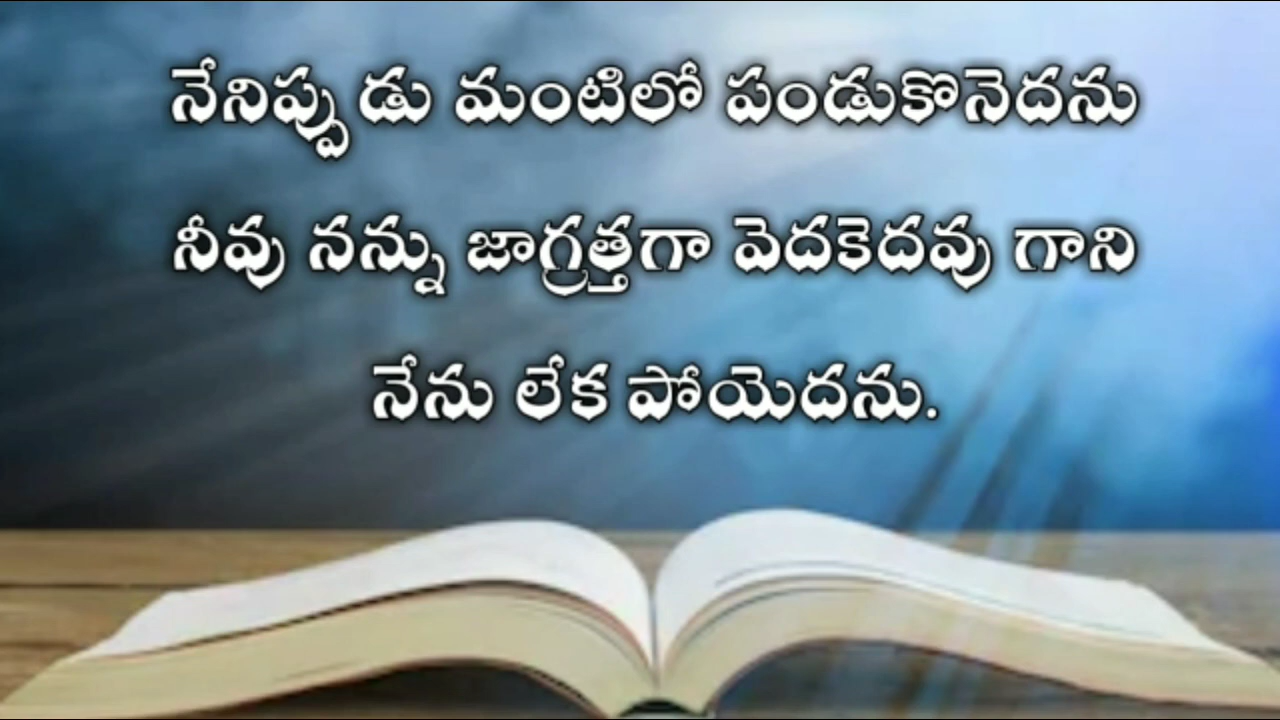 నేనిప్పు డు మంటిలో పండుకొనెదను
నీవు నన్ను జాగ్రత్తగా వెదకెదవు గాని
నేను లేక పోయెదను.